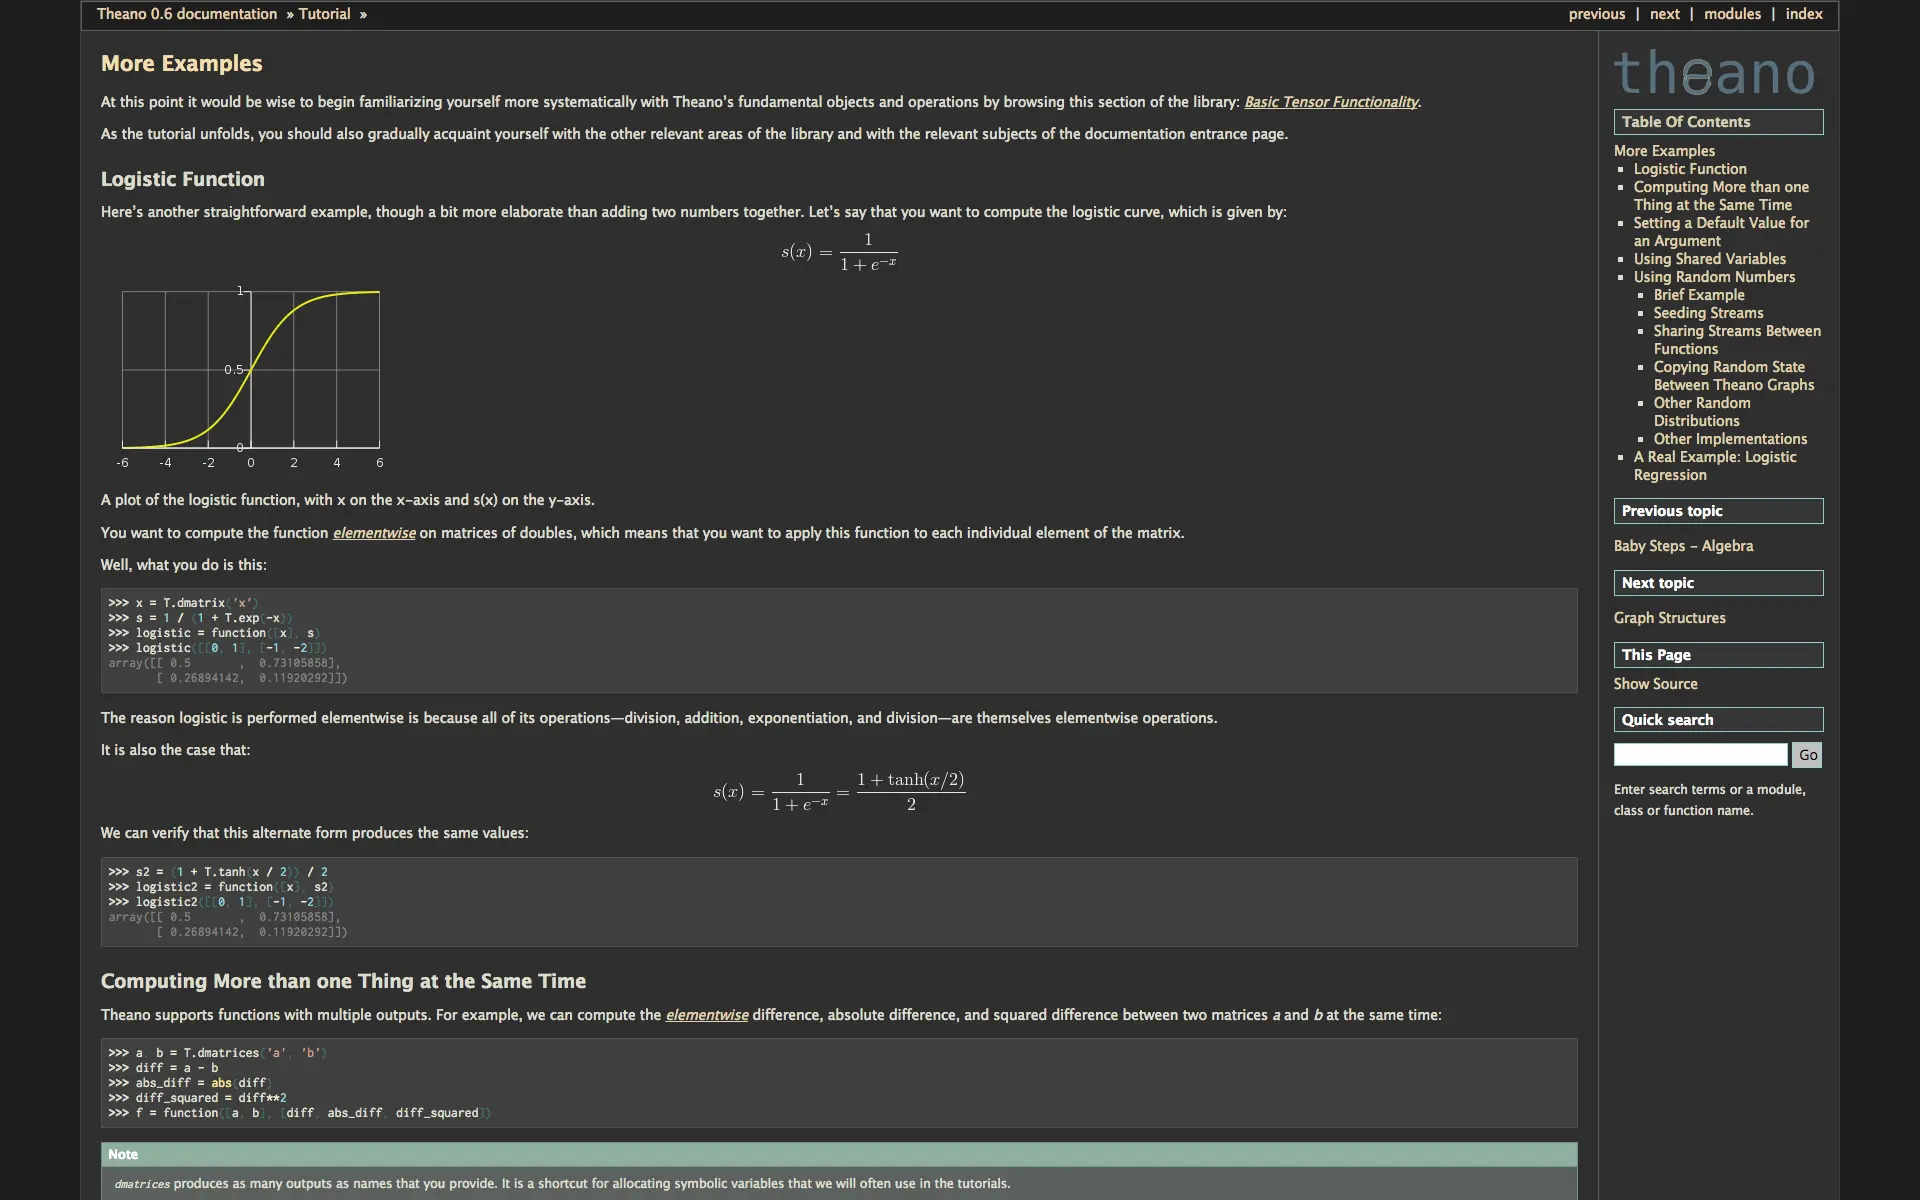 Theano 0.6 documentation » Tutorial »
previous | next | modules | index
More Examples
At this point it would be wise to begin familiarizing yourself more systematically with Theano's fundamental objects and operations by browsing this section of the library: Basic Tensor Functionality.
As the tutorial unfolds, you should also gradually acquaint yourself with the other relevant areas of the library and with the relevant subjects of the documentation entrance page.
Logistic Function
Here's another straightforward example, though a bit more elaborate than adding two numbers together. Let's say that you want to compute the logistic curve, which is given by:
s(x) = 1 / (1 + e^{-x})
1
0.5
0
-6 -4 -2 0 2 4 6
A plot of the logistic function, with x on the x-axis and s(x) on the y-axis.
You want to compute the function elementwise on matrices of doubles, which means that you want to apply this function to each individual element of the matrix.
Well, what you do is this:
>>> x = T.dmatrix('x')
>>> s = 1 / (1 + T.exp(-x))
>>> logistic = function([x], s)
>>> logistic([[0, 1], [-1, -2]])
array([[ 0.5       ,  0.73105858],
       [ 0.26894142,  0.11920292]])
The reason logistic is performed elementwise is because all of its operations—division, addition, exponentiation, and division—are themselves elementwise operations.
It is also the case that:
s(x) = 1 / (1 + e^{-x}) = (1 + tanh(x/2)) / 2
We can verify that this alternate form produces the same values:
>>> s2 = (1 + T.tanh(x / 2)) / 2
>>> logistic2 = function([x], s2)
>>> logistic2([[0, 1], [-1, -2]])
array([[ 0.5       ,  0.73105858],
       [ 0.26894142,  0.11920292]])
Computing More than one Thing at the Same Time
Theano supports functions with multiple outputs. For example, we can compute the elementwise difference, absolute difference, and squared difference between two matrices a and b at the same time:
>>> a, b = T.dmatrices('a', 'b')
>>> diff = a - b
>>> abs_diff = abs(diff)
>>> diff_squared = diff**2
>>> f = function([a, b], [diff, abs_diff, diff_squared])
Note
dmatrices produces as many outputs as names that you provide. It is a shortcut for allocating symbolic variables that we will often use in the tutorials.
theano
Table Of Contents
More Examples
Logistic Function
Computing More than one
Thing at the Same Time
Setting a Default Value for
an Argument
Using Shared Variables
Using Random Numbers
Brief Example
Seeding Streams
Sharing Streams Between
Functions
Copying Random State
Between Theano Graphs
Other Random
Distributions
Other Implementations
A Real Example: Logistic
Regression
Previous topic
Baby Steps - Algebra
Next topic
Graph Structures
This Page
Show Source
Quick search
Go
Enter search terms or a module,
class or function name.